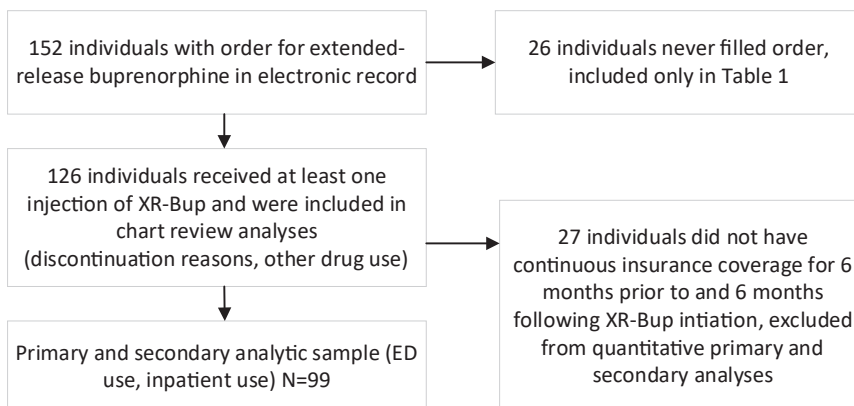 152 individuals with order for extended-
release buprenorphine in electronic record
26 individuals never filled order,
included only in Table 1
126 individuals received at least one
injection of XR-Bup and were included in
chart review analyses
(discontinuation reasons, other drug use)
27 individuals did not have
continuous insurance coverage for 6
months prior to and 6 months
following XR-Bup intiation, excluded
from quantitative primary and
secondary analyses
Primary and secondary analytic sample (ED
use, inpatient use) N=99